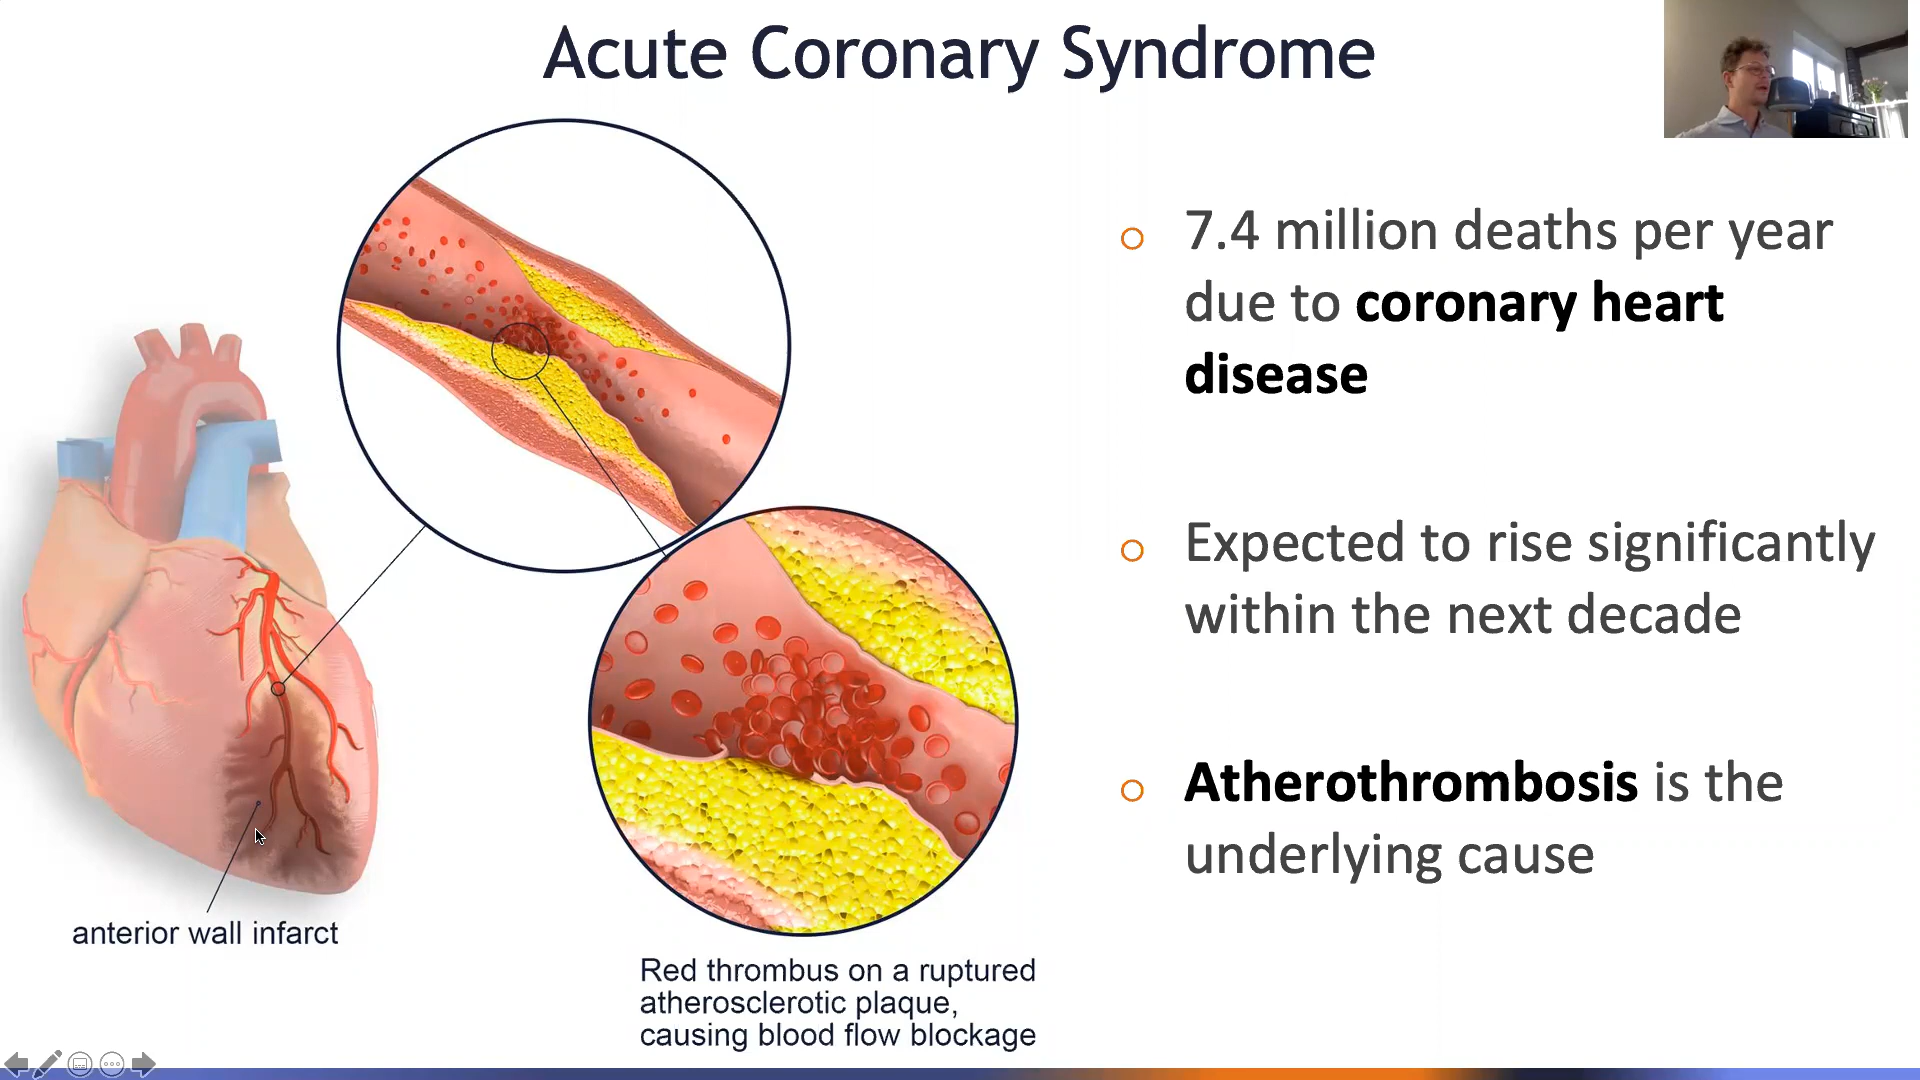 Acute Coronary Syndrome
7.4 million deaths per year
due to coronary heart
disease
Expected to rise significantly
within the next decade
Atherothrombosis is the
underlying cause
anterior wall infarct
Red thrombus on a ruptured
atherosclerotic plaque,
causing blood flow blockage